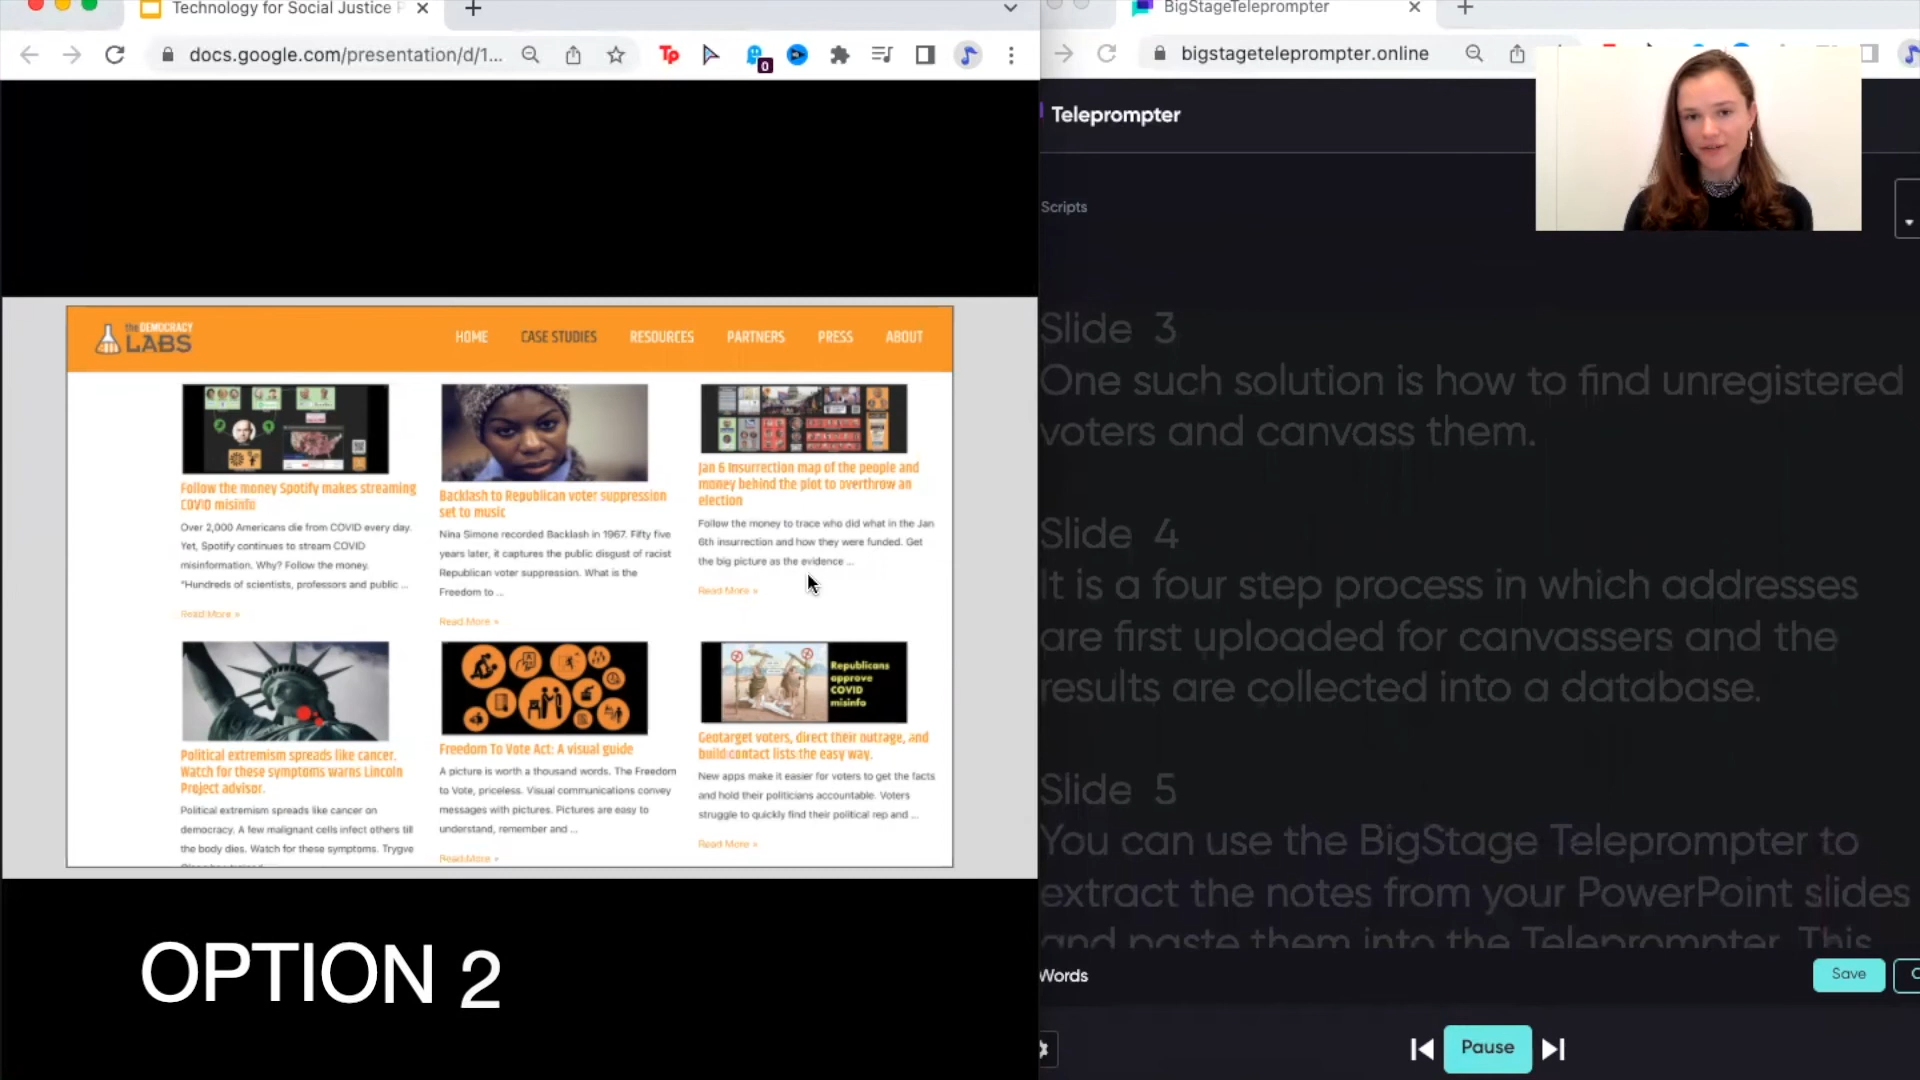 Technology for Social Justice
docs.google.com/presentation/d/1...
Tp
0
the DEMOCRACY
LABS
HOME
CASE STUDIES
RESOURCES
PARTNERS
PRESS
ABOUT
Follow the money Spotify makes streaming
COVID misinfo
Over 2,000 Americans die from COVID every day.
Yet, Spotify continues to stream COVID
misinformation. Why? Follow the money.
"Hundreds of scientists, professors and public ...
Read More »
Backlash to Republican voter suppression
set to music
Nina Simone recorded Backlash in 1967. Fifty five
years later, it captures the public disgust of racist
Republican voter suppression. What is the
Freedom to ...
Read More »
Jan 6 Insurrection map of the people and
money behind the plot to overthrow an
election
Follow the money to trace who did what in the Jan
6th insurrection and how they were funded. Get
the big picture as the evidence ...
Read More »
Political extremism spreads like cancer.
Watch for these symptoms warns Lincoln
Project advisor.
Political extremism spreads like cancer on
democracy. A few malignant cells infect others till
the body dies. Watch for these symptoms. Trygve
Freedom To Vote Act: A visual guide
A picture is worth a thousand words. The Freedom
to Vote, priceless. Visual communications convey
messages with pictures. Pictures are easy to
understand, remember and ...
Read More »
Republicans
approve
COVID
misinfo
Geotarget voters, direct their outrage, and
build contact lists the easy way.
New apps make it easier for voters to get the facts
and hold their politicians accountable. Voters
struggle to quickly find their political rep and ...
Read More »
OPTION 2
BigStageTeleprompter
bigstageteleprompter.online
Teleprompter
Scripts
Slide 3
One such solution is how to find unregistered
voters and canvass them.
Slide 4
It is a four step process in which addresses
are first uploaded for canvassers and the
results are collected into a database.
Slide 5
You can use the BigStage Teleprompter to
extract the notes from your PowerPoint slides
and paste them into the Teleprompter. This
Words
Save
Pause